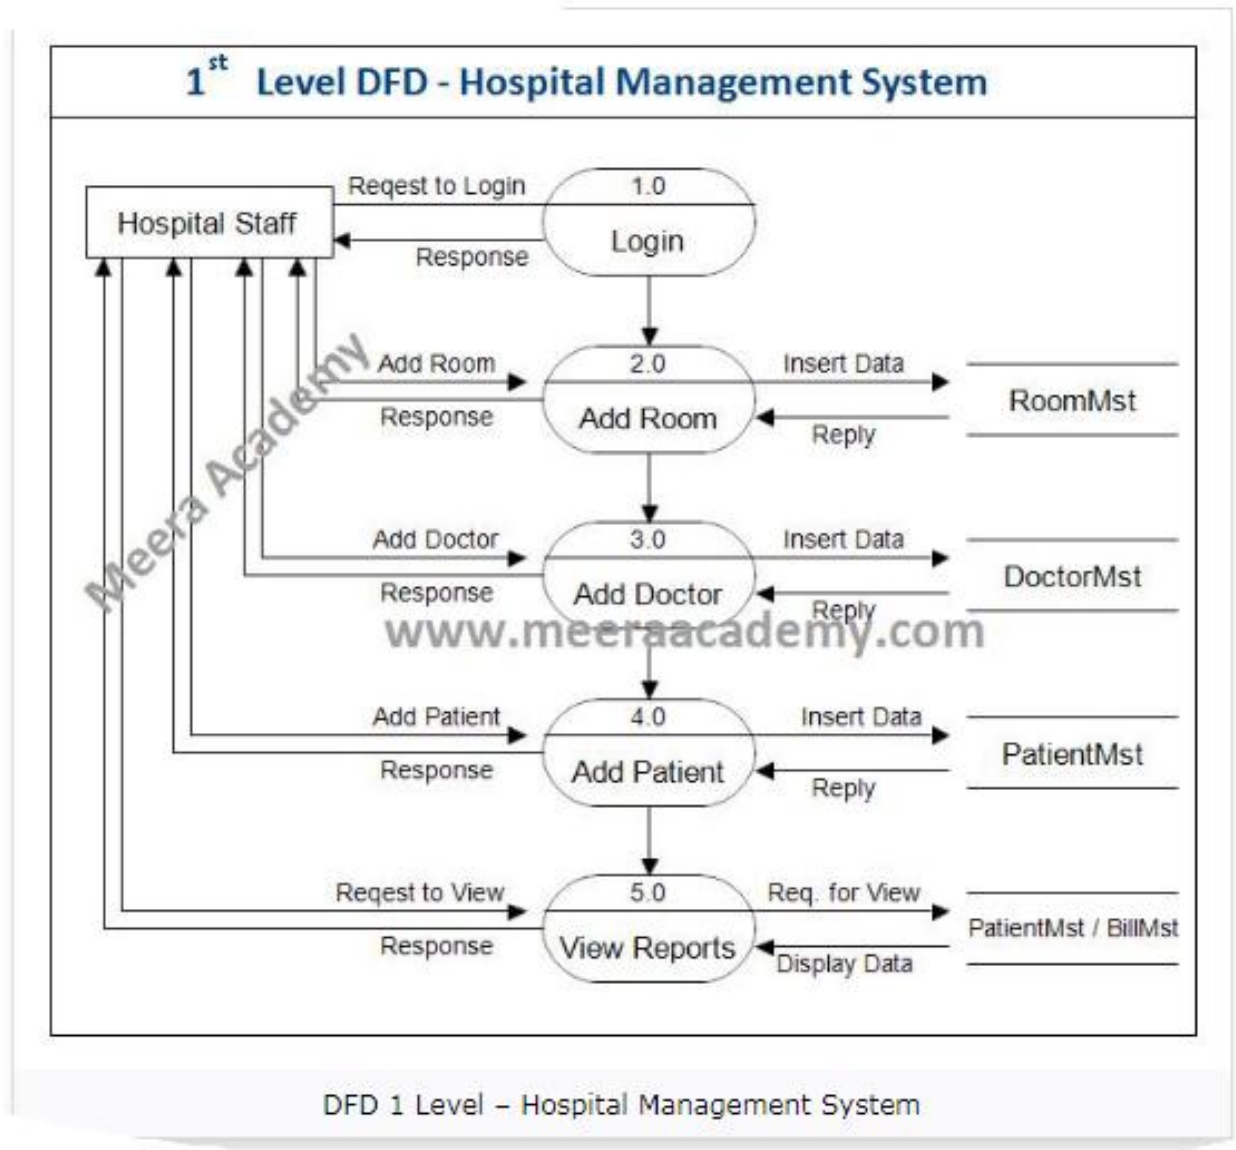 1st Level DFD - Hospital Management System
Reqest to Login
1.0
Hospital Staff
Login
Response
Add Room
2.0
Insert Data
RoomMst
Response
Add Room
Reply
Meera Academy
Add Doctor
3.0
Insert Data
DoctorMst
Response
Add Doctor
Reply
www.meeraacademy.com
Add Patient
4.0
Insert Data
PatientMst
Response
Add Patient
Reply
Reqest to View
5.0
Req. for View
PatientMst / BillMst
Response
View Reports
Display Data
DFD 1 Level – Hospital Management System